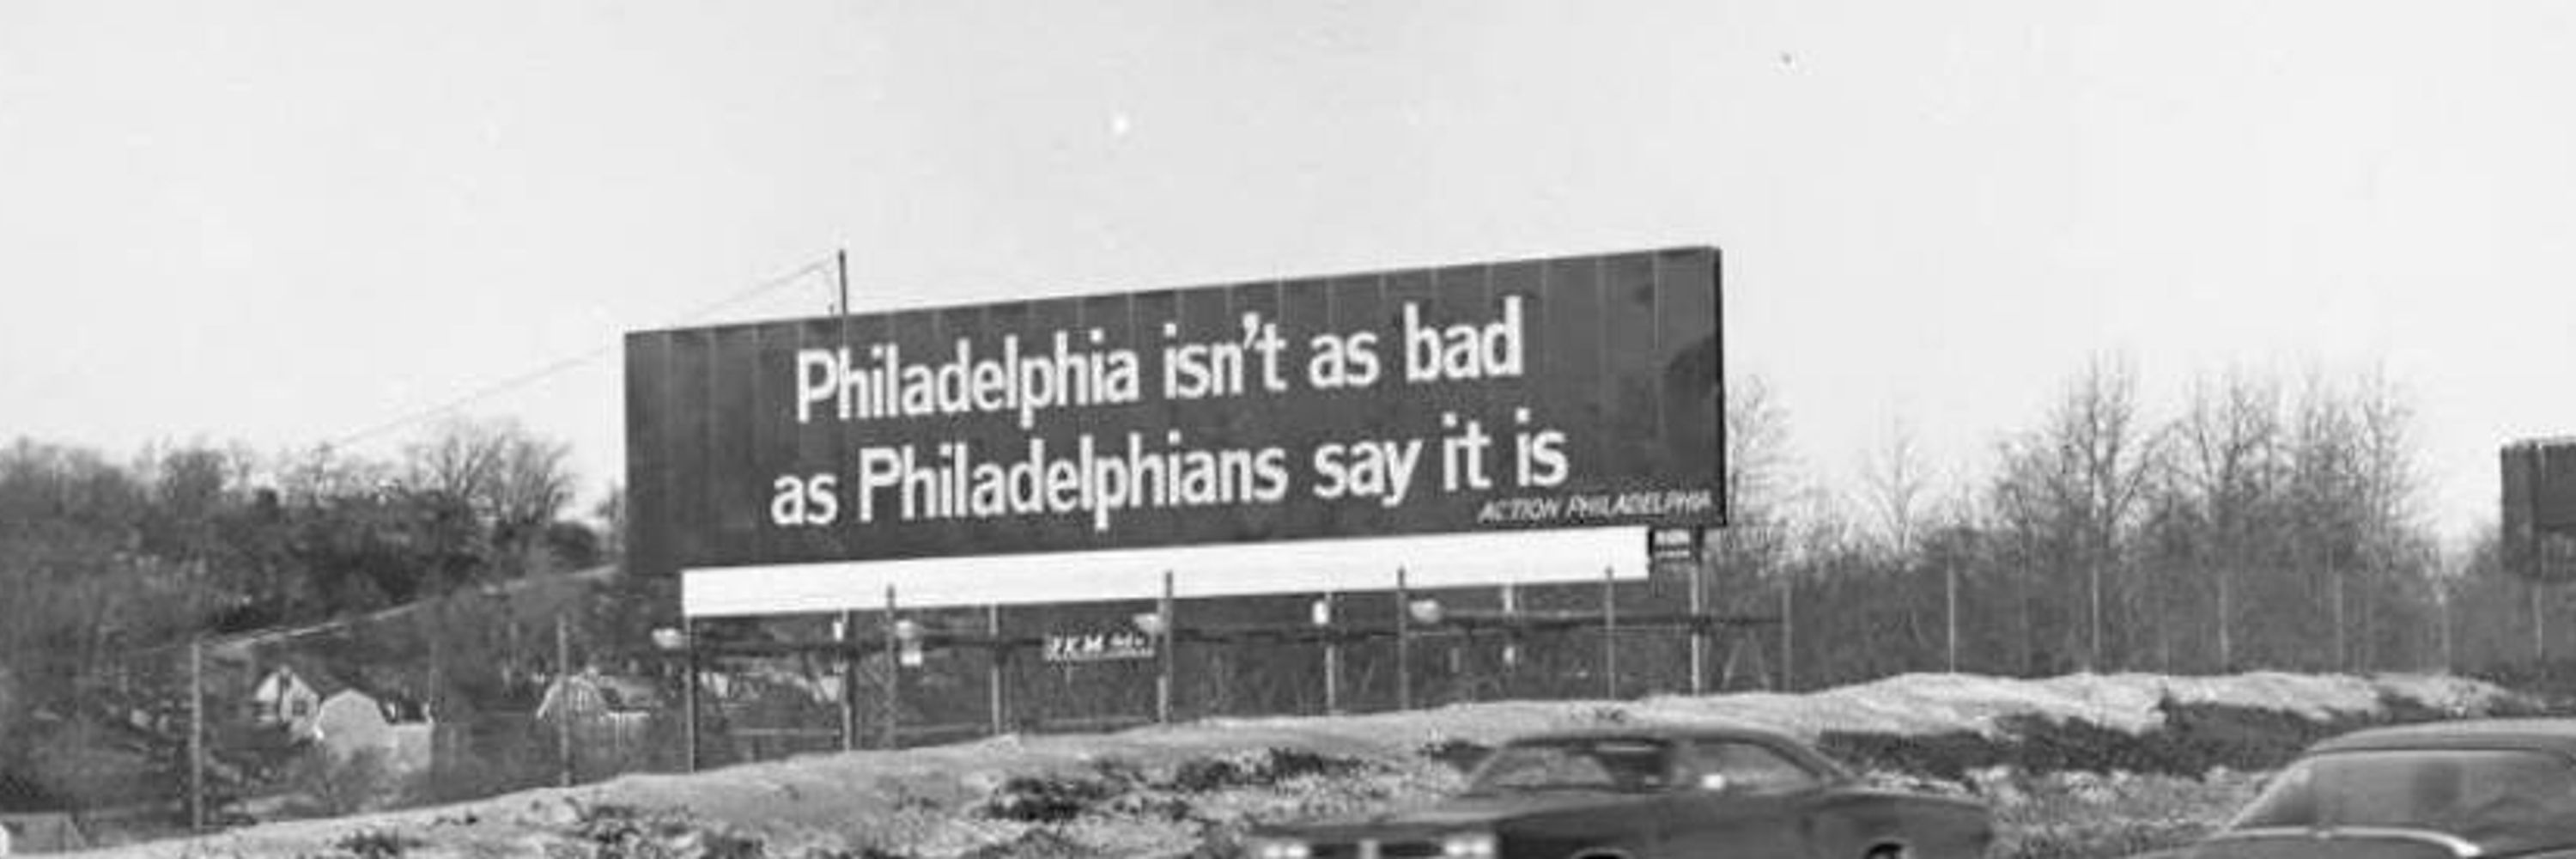 Philadelphia isn't as bad
as Philadelphians say it is
ACTION PHILADELPHIA